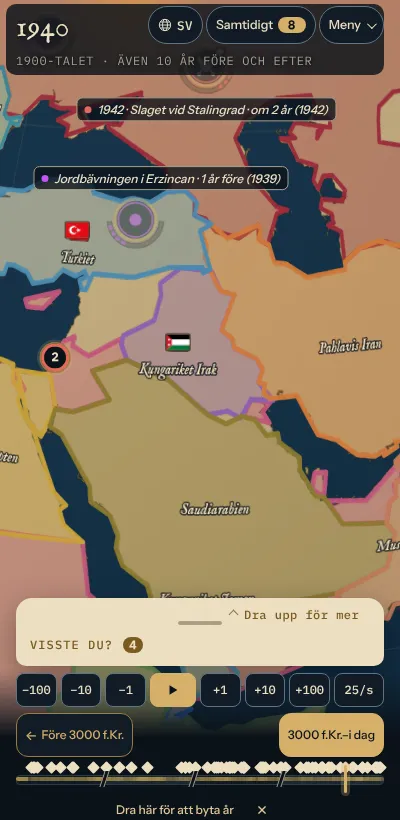 1940
SV
Samtidigt 8
Meny
1900-TALET · ÄVEN 10 ÅR FÖRE OCH EFTER
1942 · Slaget vid Stalingrad · om 2 år (1942)
Jordbävningen i Erzincan · 1 år före (1939)
Turkiet
2
Pahlavis Iran
Kungariket Irak
ten
Saudiarabien
Mus
Dra upp för mer
VISSTE DU? 4
−100 −10 −1 +1 +10 +100 25/s
← Före 3000 f.Kr.
3000 f.Kr.–i dag
Dra här för att byta år ×